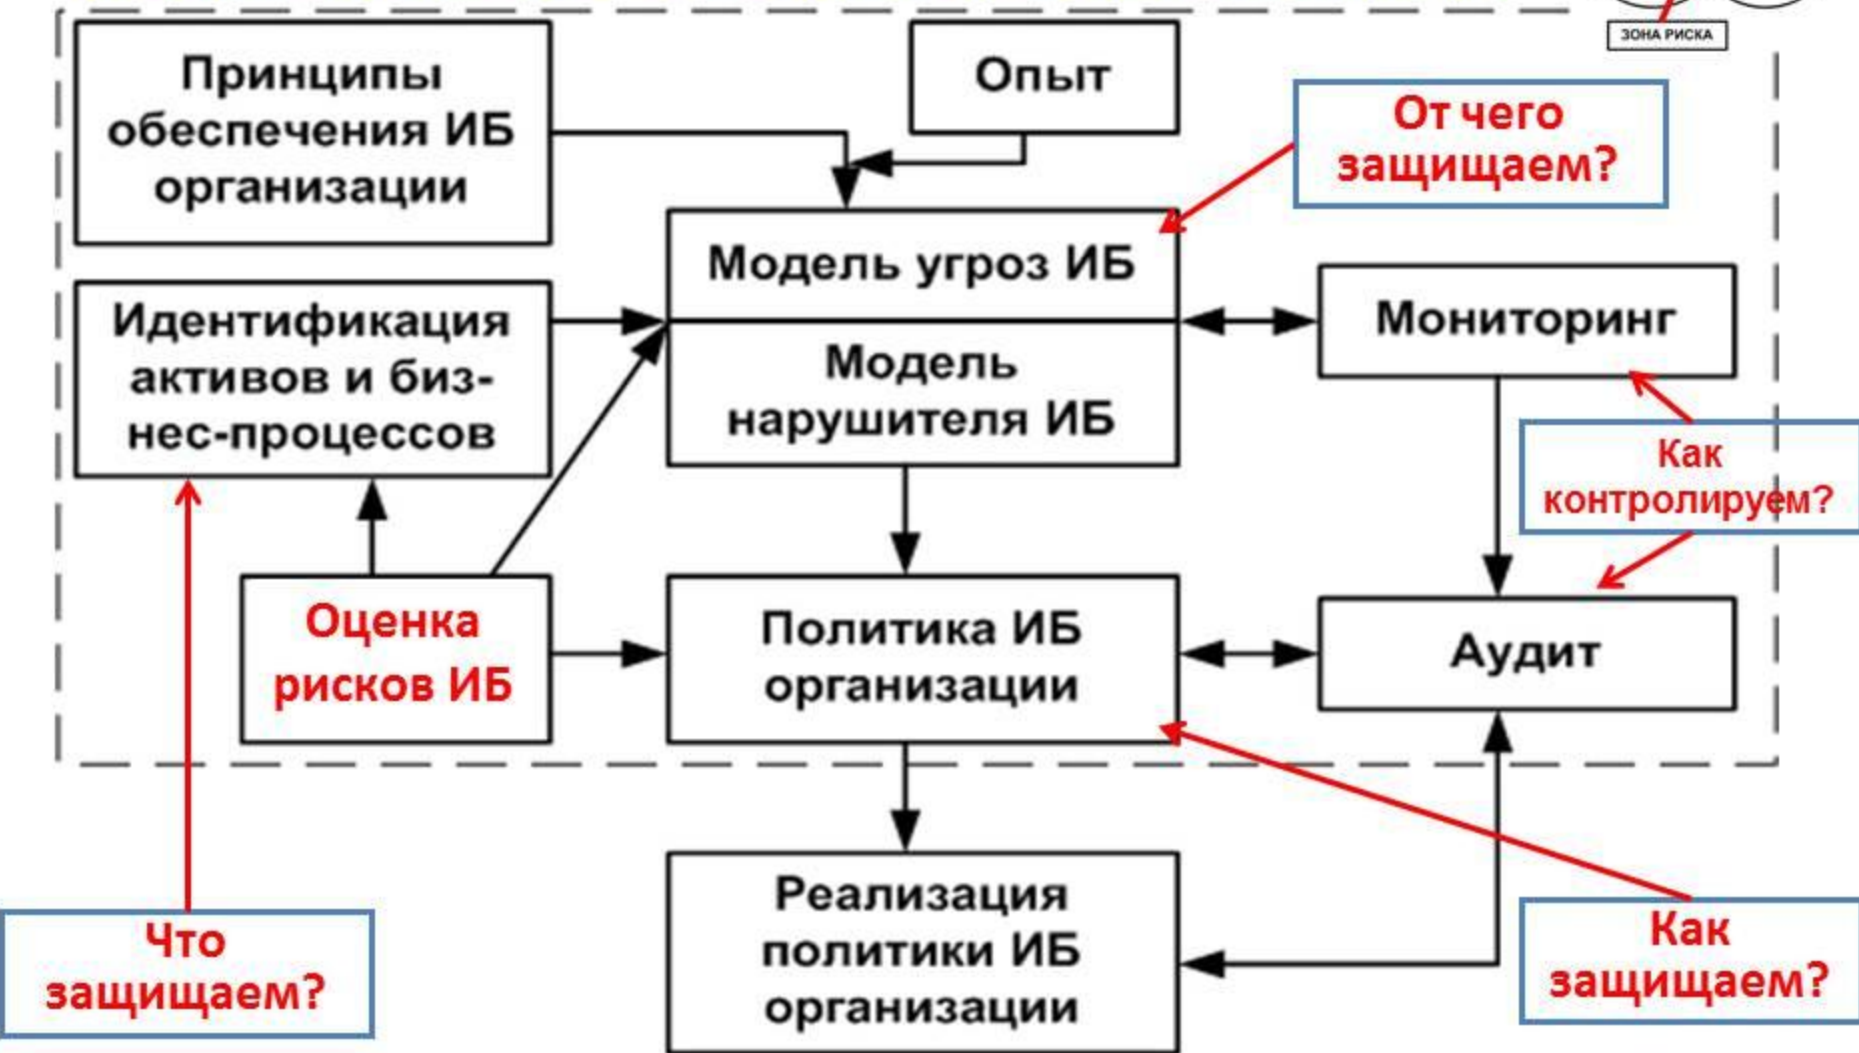 ЗОНА РИСКА
Принципы
обеспечения ИБ
организации
Опыт
От чего
защищаем?
Модель угроз ИБ
Модель
нарушителя ИБ
Идентификация
активов и биз-
нес-процессов
Мониторинг
Как
контролируем?
Оценка
рисков ИБ
Политика ИБ
организации
Аудит
Что
защищаем?
Реализация
политики ИБ
организации
Как
защищаем?